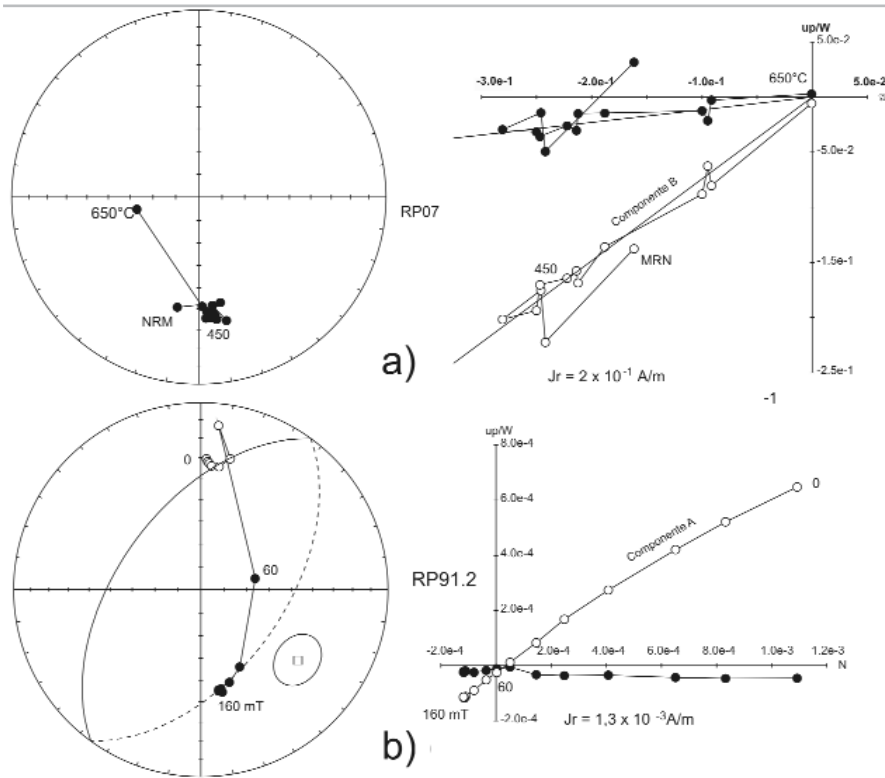 up/W
5.0e-2
650°C
-3.0e-1
-2.0e-1
-1.0e-1
5.0e-2
-5.0e-2
650°C
RP07
Componente B
NRM
450
450
MRN
-1.5e-1
a)
Jr = 2 x 10⁻¹ A/m
-2.5e-1
-1
up/W
8.0e-4
0
0
6.0e-4
Componente A
4.0e-4
60
RP91.2
2.0e-4
-2.0e-4
2.0e-4
4.0e-4
6.0e-4
8.0e-4
1.0e-3
1.2e-3
N
60
160 mT
160 mT
-2.0e-4
Jr = 1,3 x 10⁻³A/m
b)